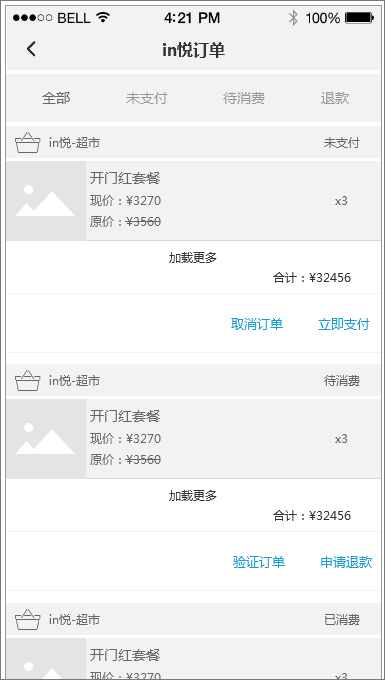 BELL 4:21 PM 100%
in悦订单
全部 未支付 待消费 退款
in悦-超市 未支付
开门红套餐
现价：¥3270 x3
原价：¥3560
加载更多
合计：¥32456
取消订单 立即支付
in悦-超市 待消费
开门红套餐
现价：¥3270 x3
原价：¥3560
加载更多
合计：¥32456
验证订单 申请退款
in悦-超市 已消费
开门红套餐
现价：¥3270 x3